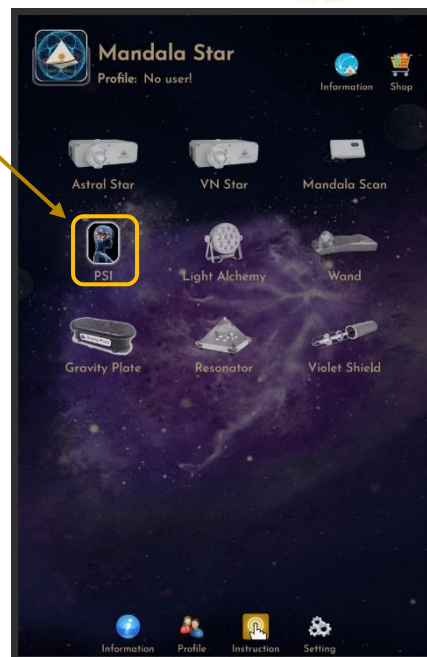 Mandala Star
Profile: No user!
Information Shop
Astral Star VN Star Mandala Scan
PSI Light Alchemy Wand
Gravity Plate Resonator Violet Shield
Information Profile Instruction Setting